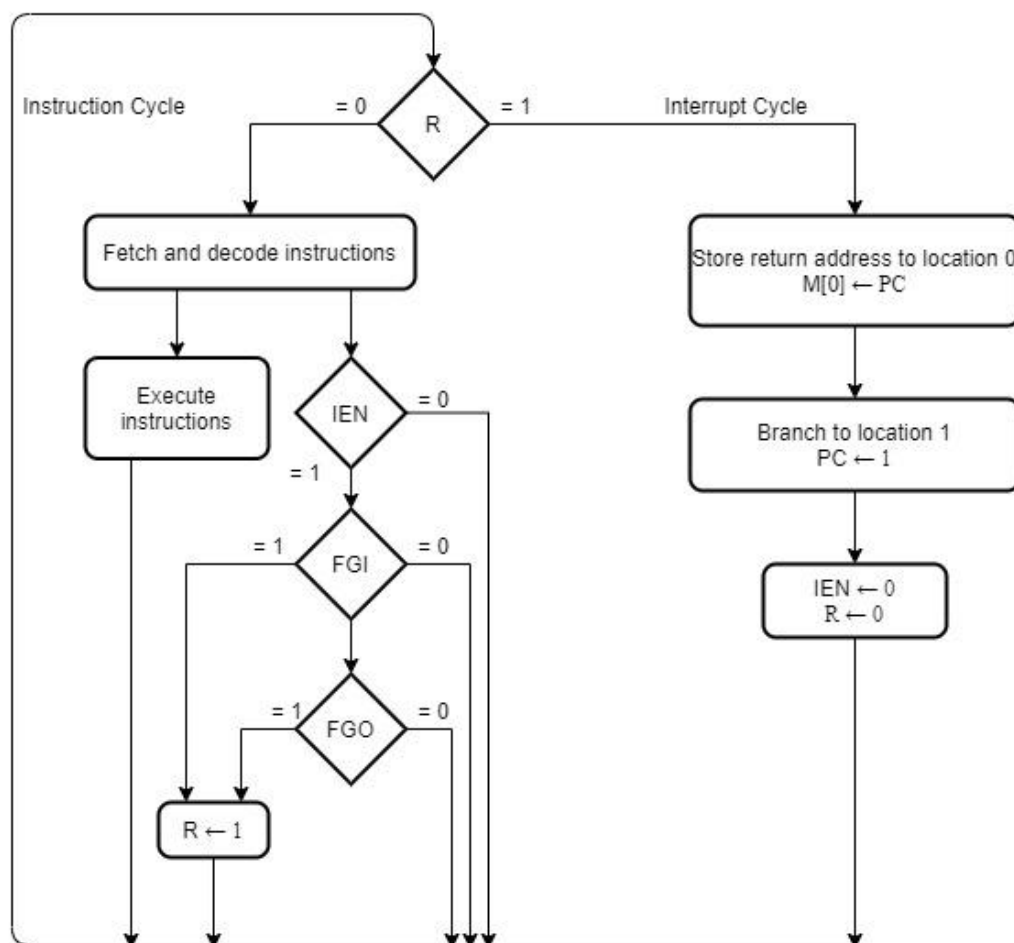 Instruction Cycle
= 0
R
= 1
Interrupt Cycle
Fetch and decode instructions
Store return address to location 0
M[0] ← PC
Execute
instructions
IEN
= 0
= 1
Branch to location 1
PC ← 1
= 1
FGI
= 0
IEN ← 0
R ← 0
= 1
FGO
= 0
R ← 1